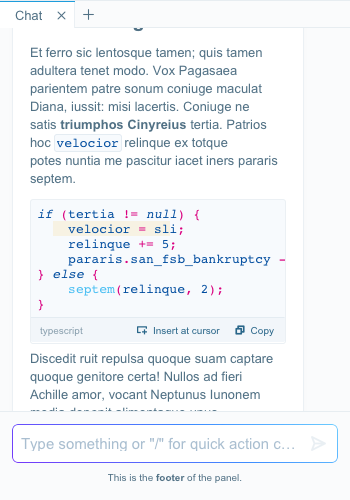 Chat
Et ferro sic lentosque tamen; quis tamen
adultera tenet modo. Vox Pagasaea
parientem patre sonum coniuge maculat
Diana, iussit: misi lacertis. Coniuge ne
satis triumphos Cinyreius tertia. Patrios
hoc velocior relinque ex totque
potes nuntia me pascitur iacet iners pararis
septem.
if (tertia != null) {
velocior = sli;
relinque += 5;
pararis.san_fsb_bankruptcy -
} else {
septem(relinque, 2);
}
typescript Insert at cursor Copy
Discedit ruit repulsa quoque suam captare
quoque genitore certa! Nullos ad fieri
Achille amor, vocant Neptunus Iunonem
Type something or "/" for quick action c…
This is the footer of the panel.